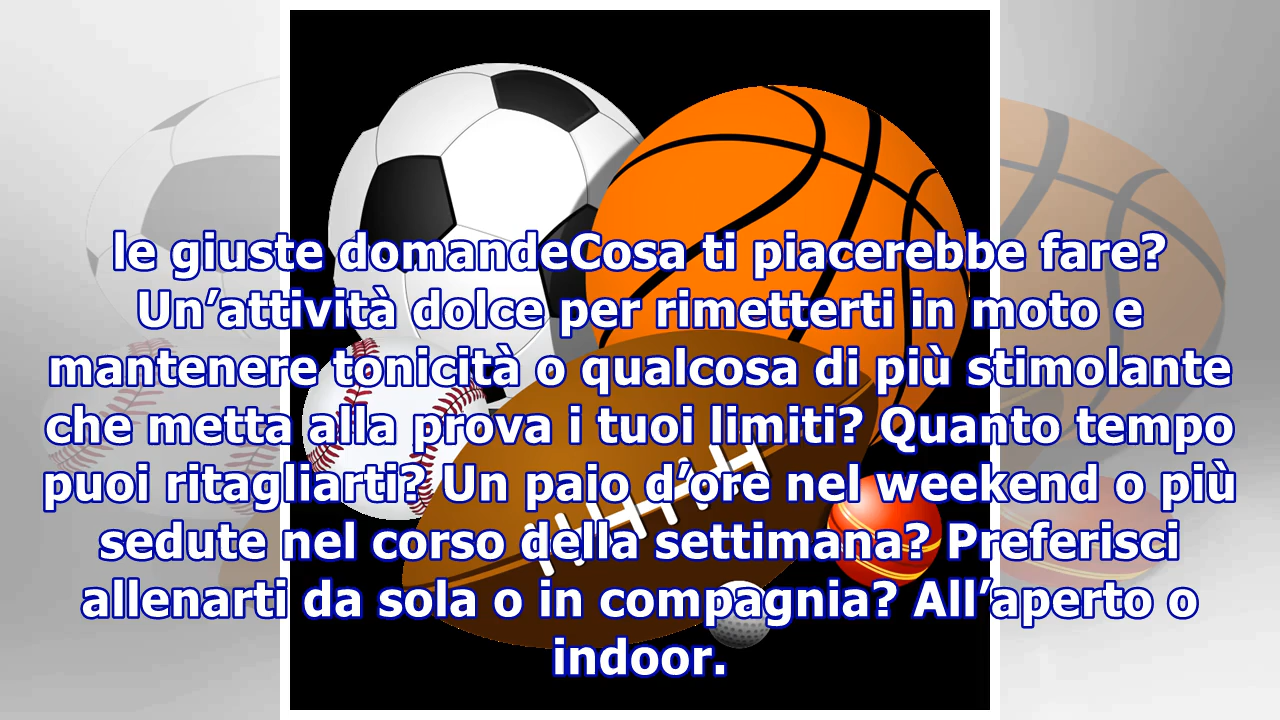 le giuste domandeCosa ti piacerebbe fare?
Un’attività dolce per rimetterti in moto e
mantenere tonicità o qualcosa di più stimolante
che metta alla prova i tuoi limiti? Quanto tempo
puoi ritagliarti? Un paio d’ore nel weekend o più
sedute nel corso della settimana? Preferisci
allenarti da sola o in compagnia? All’aperto o
indoor.